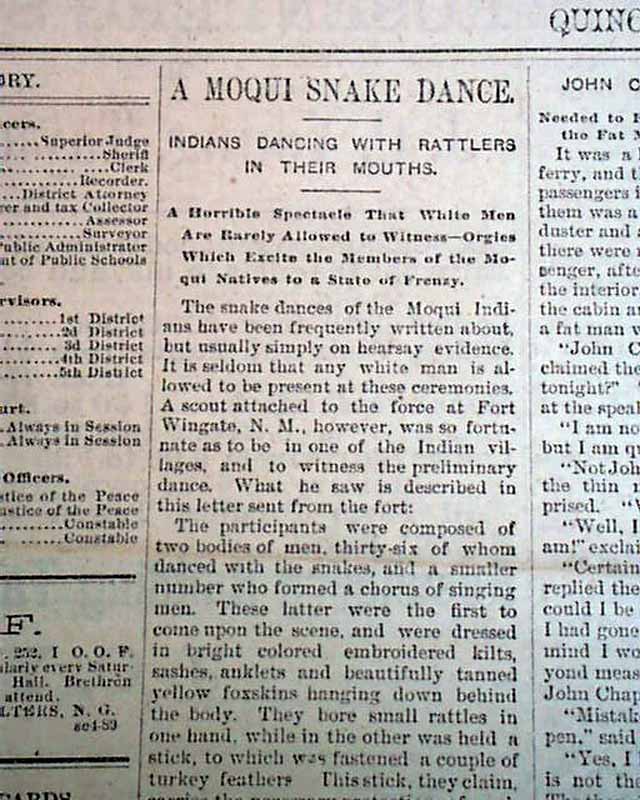 QUINC
ORY.
cers.
Superior Judge
Sheriff
Clerk
Recorder.
District Attorney
rer and tax Collector
Assessor
Surveyor
Public Administrator
nt of Public Schools
rvisors.
1st District
2d District
3d District
4th District
5th District
urt.
Always in Session
Always in Session
Officers.
stice of the Peace
ustice of the Peace
Constable
Constable
F.
252, I O. O. F.
ularly every Satur-
Hall. Brethren
attend.
LTERS, N. G.
se4-89
CARDS
A MOQUI SNAKE DANCE.
INDIANS DANCING WITH RATTLERS
IN THEIR MOUTHS.
A Horrible Spectacle That White Men
Are Rarely Allowed to Witness—Orgies
Which Excite the Members of the Mo-
qui Natives to a State of Frenzy.
The snake dances of the Moqui Indi-
ans have been frequently written about,
but usually simply on hearsay evidence.
It is seldom that any white man is al-
lowed to be present at these ceremonies.
A scout attached to the force at Fort
Wingate, N. M., however, was so fortu-
nate as to be in one of the Indian vil-
lages, and to witness the preliminary
dance. What he saw is described in
this letter sent from the fort:
The participants were composed of
two bodies of men, thirty-six of whom
danced with the snakes, and a smaller
number who formed a chorus of singing
men. These latter were the first to
come upon the scene, and were dressed
in bright colored embroidered kilts,
sashes, anklets and beautifully tanned
yellow foxskins hanging down behind
the body. They bore small rattles in
one hand, while in the other was held a
stick, to which was fastened a couple of
turkey feathers This stick, they claim,
JOHN C
Needed to
the Fat M
It was a
ferry, and th
passengers
them was a
duster and a
there were
senger, afte
the interior
the cabin an
a fat man
"John C
claimed the
tonight?"
at the speak
"I am no
but I am qu
"Not John
the thin
prised.
"Well, I
am!" exclai
"Certain
replied the
could I be
I had gone
mind I wo
yond meas
John Chap
"Mistak
pen," said
"Yes, I
is not th